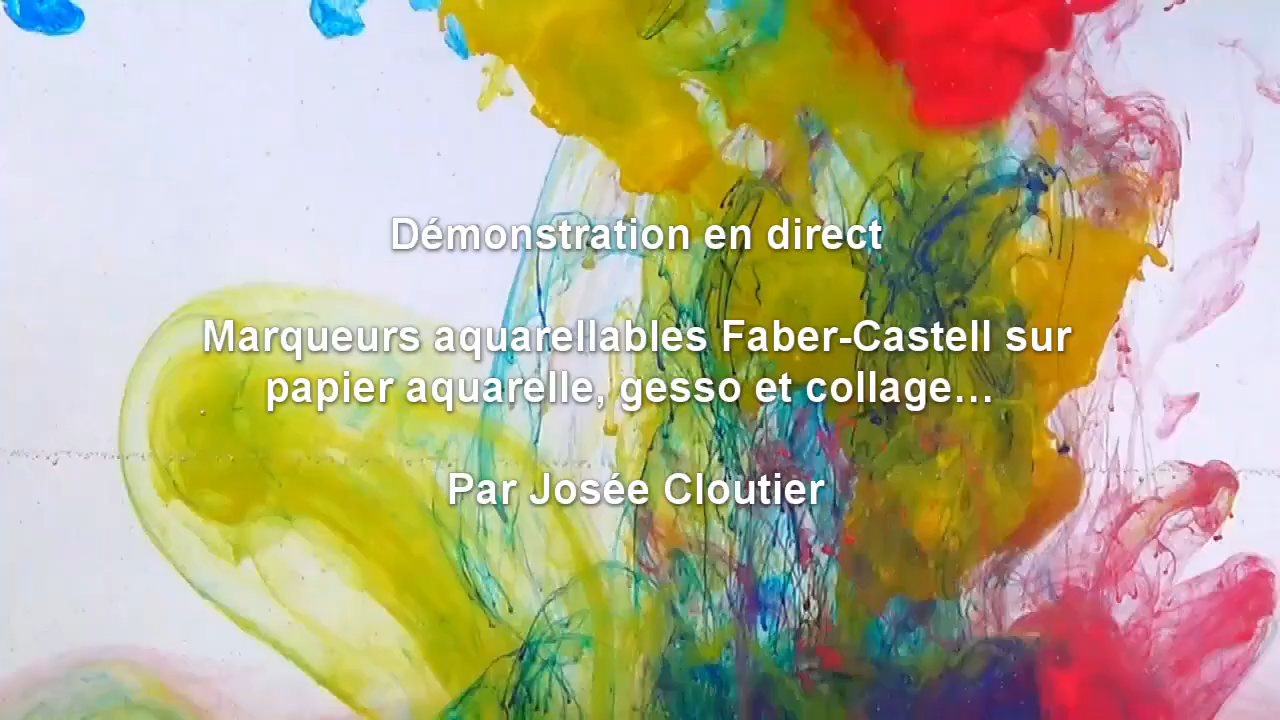 Démonstration en direct
Marqueurs aquarellables Faber-Castell sur
papier aquarelle, gesso et collage…
Par Josée Cloutier